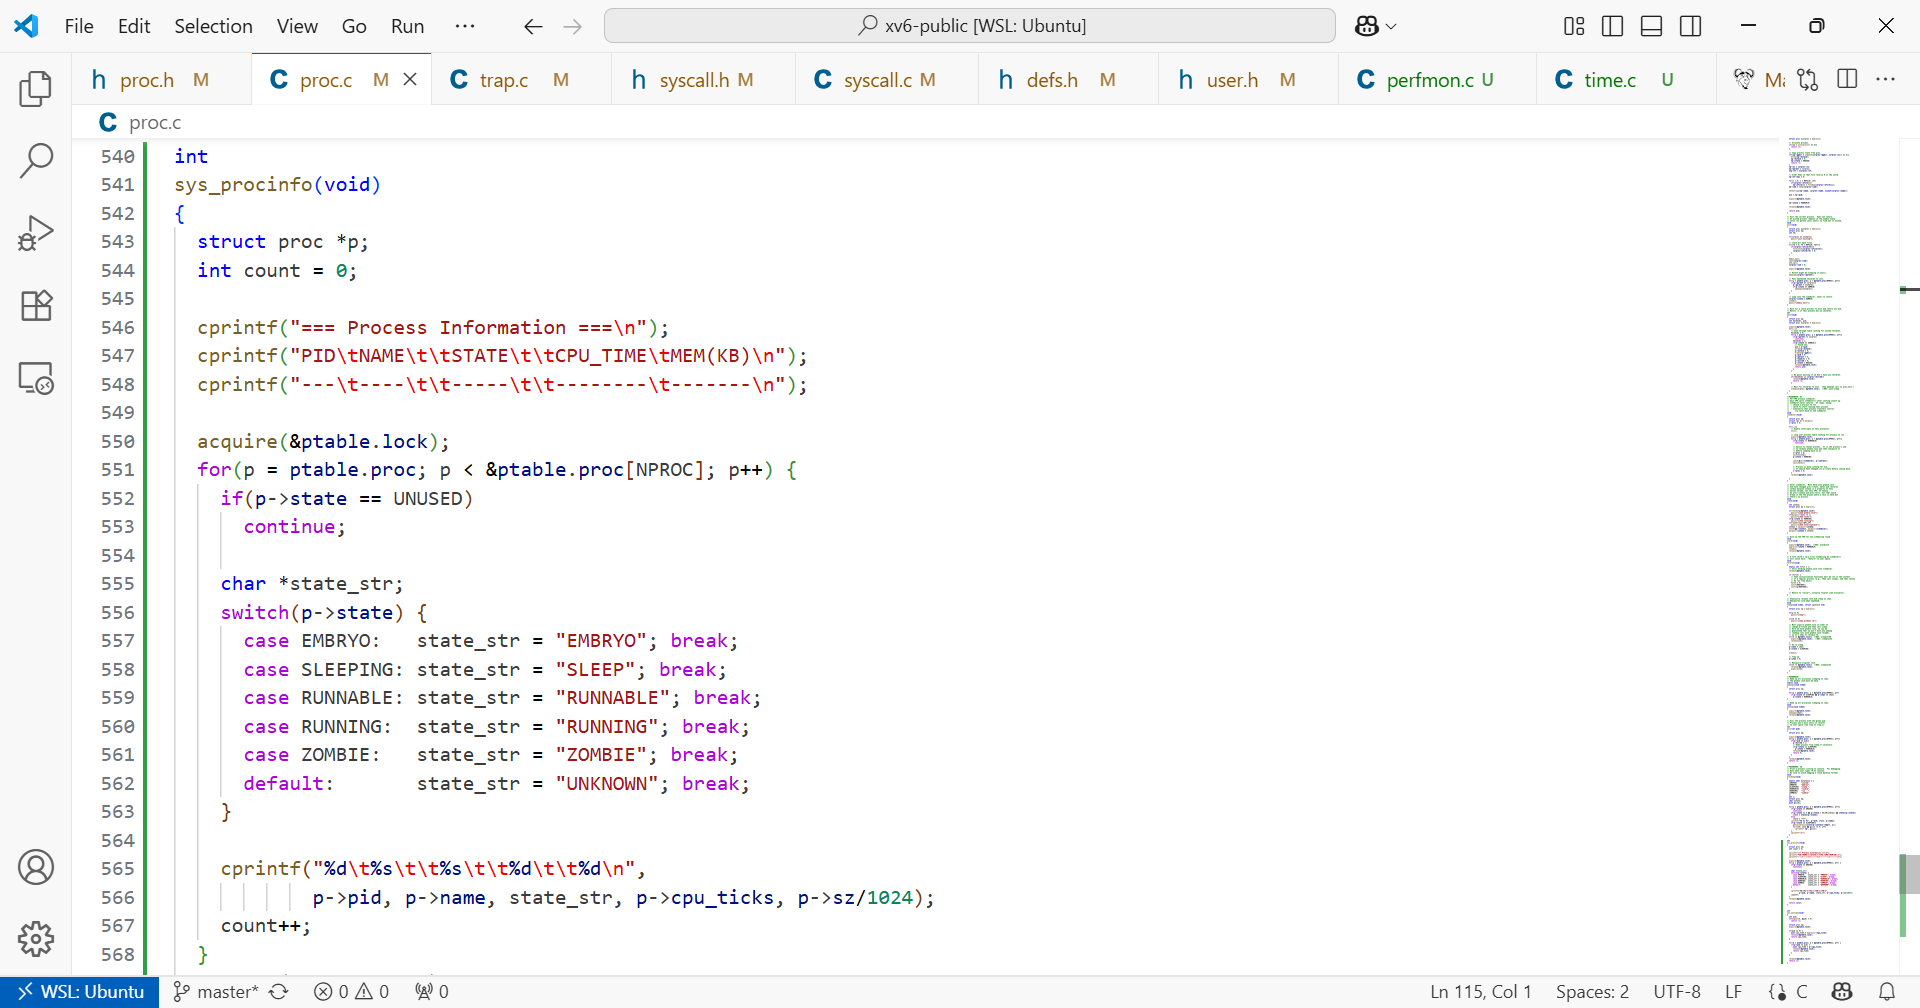 File Edit Selection View Go Run ··· xv6-public [WSL: Ubuntu]
h proc.h M C proc.c M C trap.c M h syscall.h M C syscall.c M h defs.h M h user.h M C perfmon.c U C time.c U Ma
C proc.c
540 int
541 sys_procinfo(void)
542 {
543 struct proc *p;
544 int count = 0;
545
546 cprintf("=== Process Information ===\n");
547 cprintf("PID\tNAME\t\tSTATE\t\tCPU_TIME\tMEM(KB)\n");
548 cprintf("---\t----\t\t-----\t\t--------\t-------\n");
549
550 acquire(&ptable.lock);
551 for(p = ptable.proc; p < &ptable.proc[NPROC]; p++) {
552 if(p->state == UNUSED)
553 continue;
554
555 char *state_str;
556 switch(p->state) {
557 case EMBRYO: state_str = "EMBRYO"; break;
558 case SLEEPING: state_str = "SLEEP"; break;
559 case RUNNABLE: state_str = "RUNNABLE"; break;
560 case RUNNING: state_str = "RUNNING"; break;
561 case ZOMBIE: state_str = "ZOMBIE"; break;
562 default: state_str = "UNKNOWN"; break;
563 }
564
565 cprintf("%d\t%s\t\t%s\t\t%d\t\t%d\n",
566 p->pid, p->name, state_str, p->cpu_ticks, p->sz/1024);
567 count++;
568 }
WSL: Ubuntu master* 0 0 0 Ln 115, Col 1 Spaces: 2 UTF-8 LF C